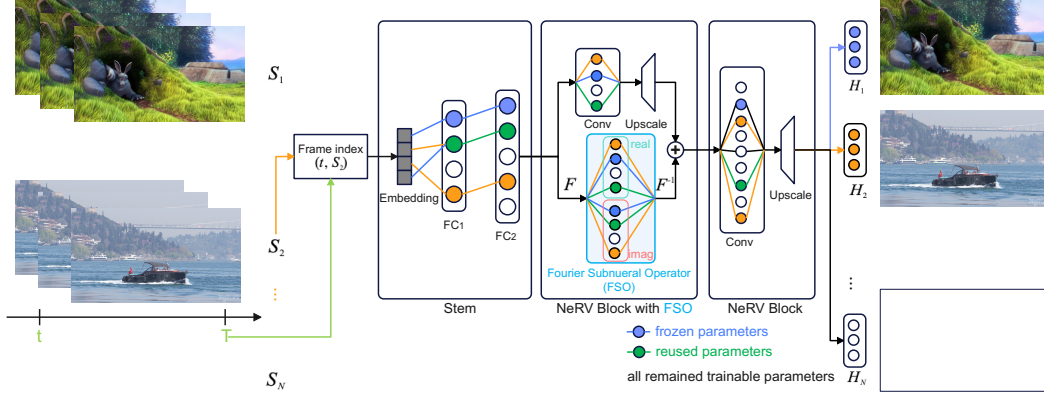 S1
S2
...
SN
t
T
Frame index
(t, S2)
Embedding
FC1
FC2
Stem
Conv
Upscale
real
F
F-1
imag
Fourier Subnueral Operator
(FSO)
NeRV Block with FSO
Conv
Upscale
NeRV Block
frozen parameters
reused parameters
all remained trainable parameters
H1
H2
...
HN